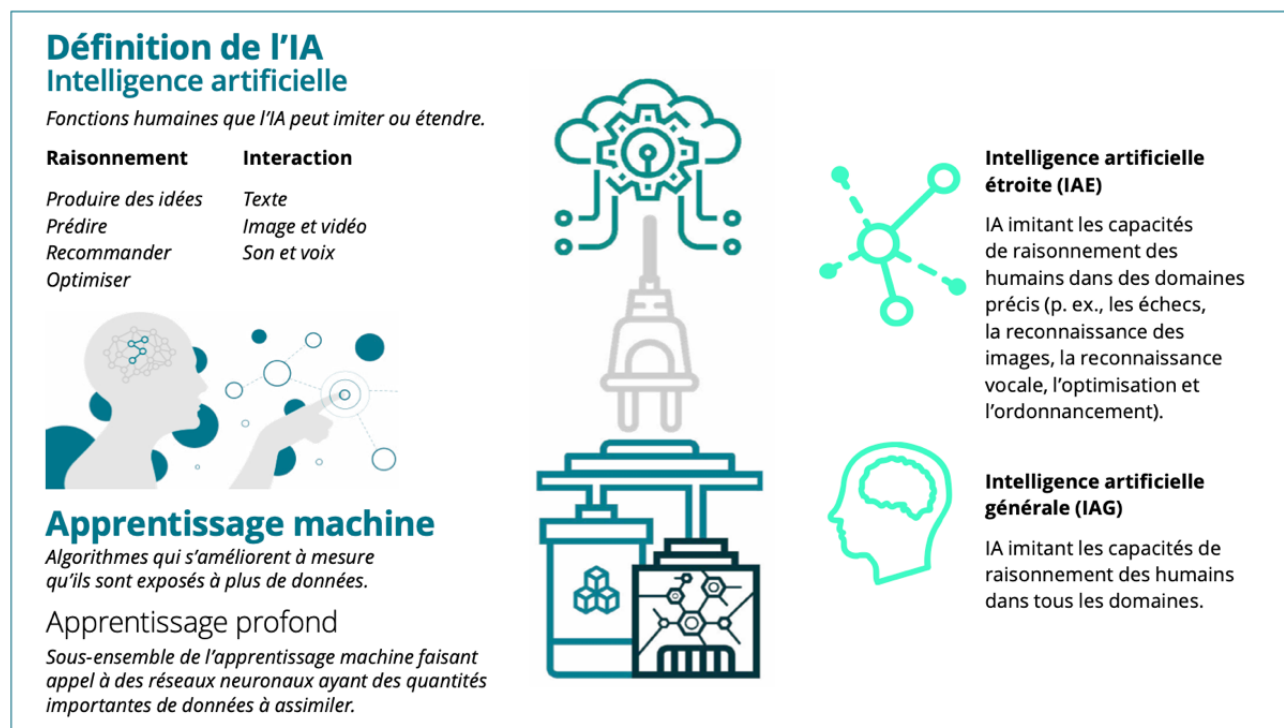 Définition de l’IA
Intelligence artificielle
Fonctions humaines que l’IA peut imiter ou étendre.
Raisonnement
Produire des idées
Prédire
Recommander
Optimiser
Interaction
Texte
Image et vidéo
Son et voix
Apprentissage machine
Algorithmes qui s’améliorent à mesure
qu’ils sont exposés à plus de données.
Apprentissage profond
Sous-ensemble de l’apprentissage machine faisant
appel à des réseaux neuronaux ayant des quantités
importantes de données à assimiler.
Intelligence artificielle
étroite (IAE)
IA imitant les capacités
de raisonnement des
humains dans des domaines
précis (p. ex., les échecs,
la reconnaissance des
images, la reconnaissance
vocale, l’optimisation et
l’ordonnancement).
Intelligence artificielle
générale (IAG)
IA imitant les capacités de
raisonnement des humains
dans tous les domaines.